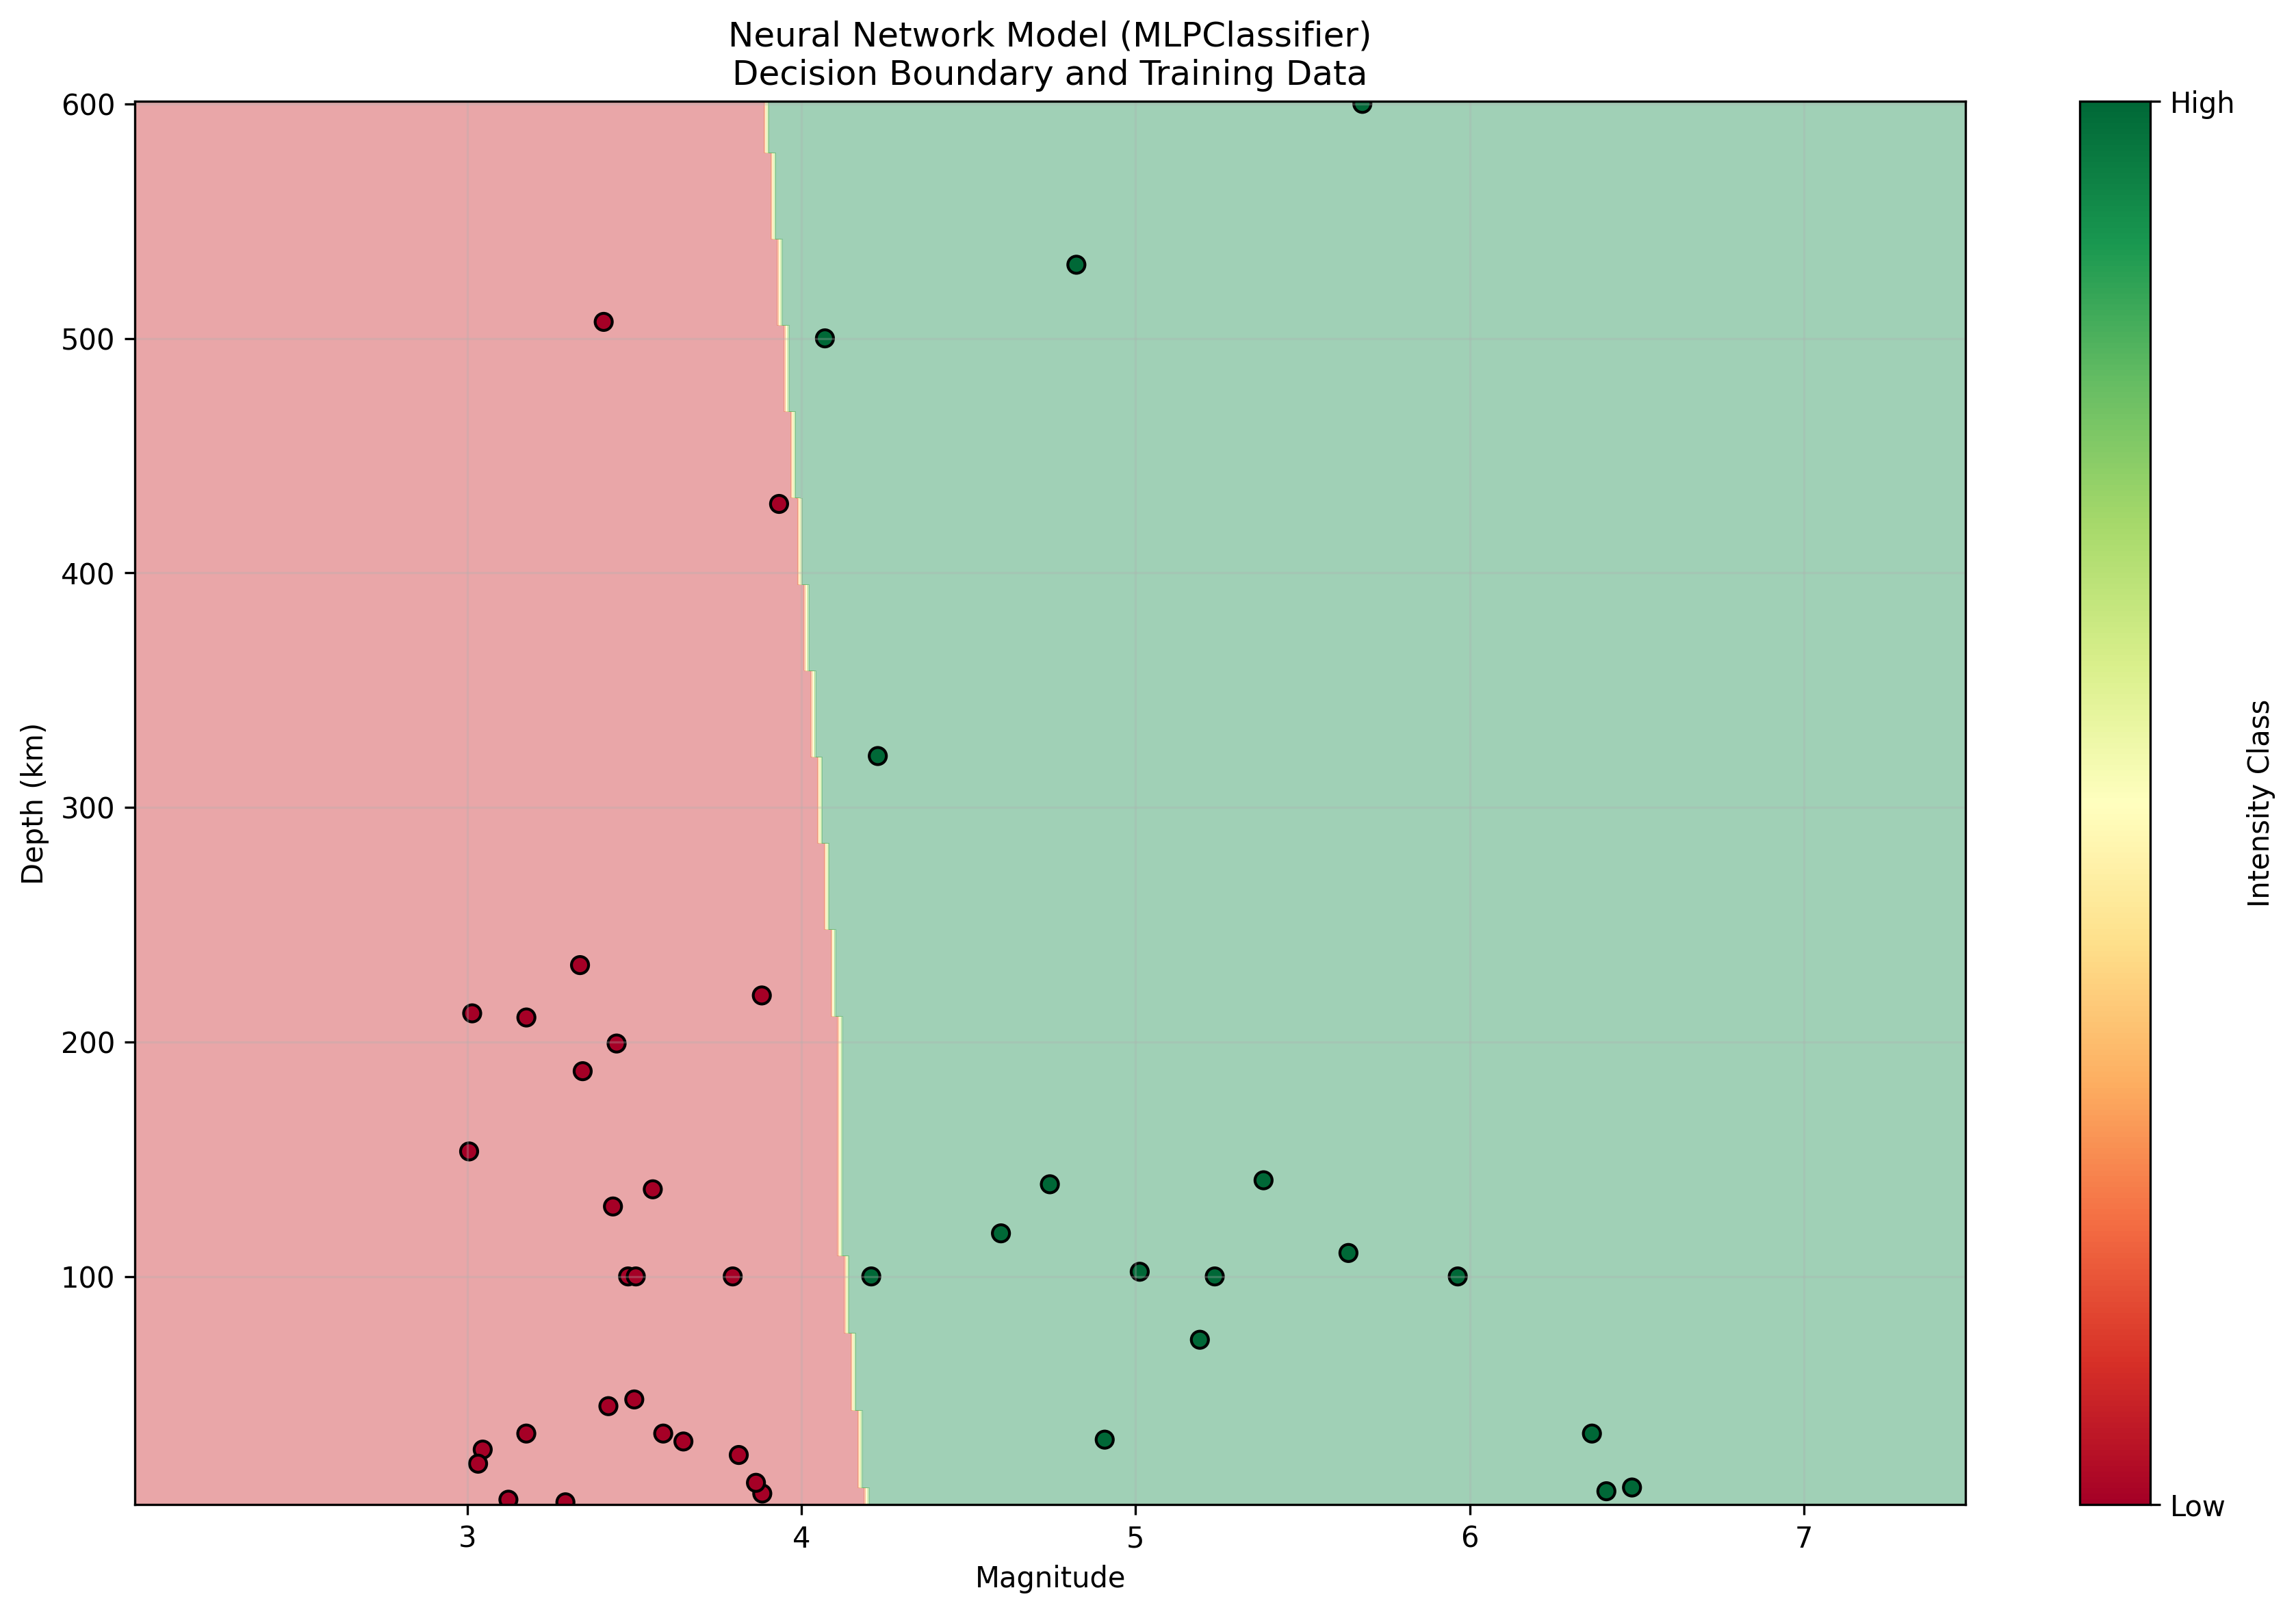 Neural Network Model (MLPClassifier)
Decision Boundary and Training Data
600
500
400
300
200
100
Depth (km)
3
4
5
6
7
Magnitude
High
Low
Intensity Class